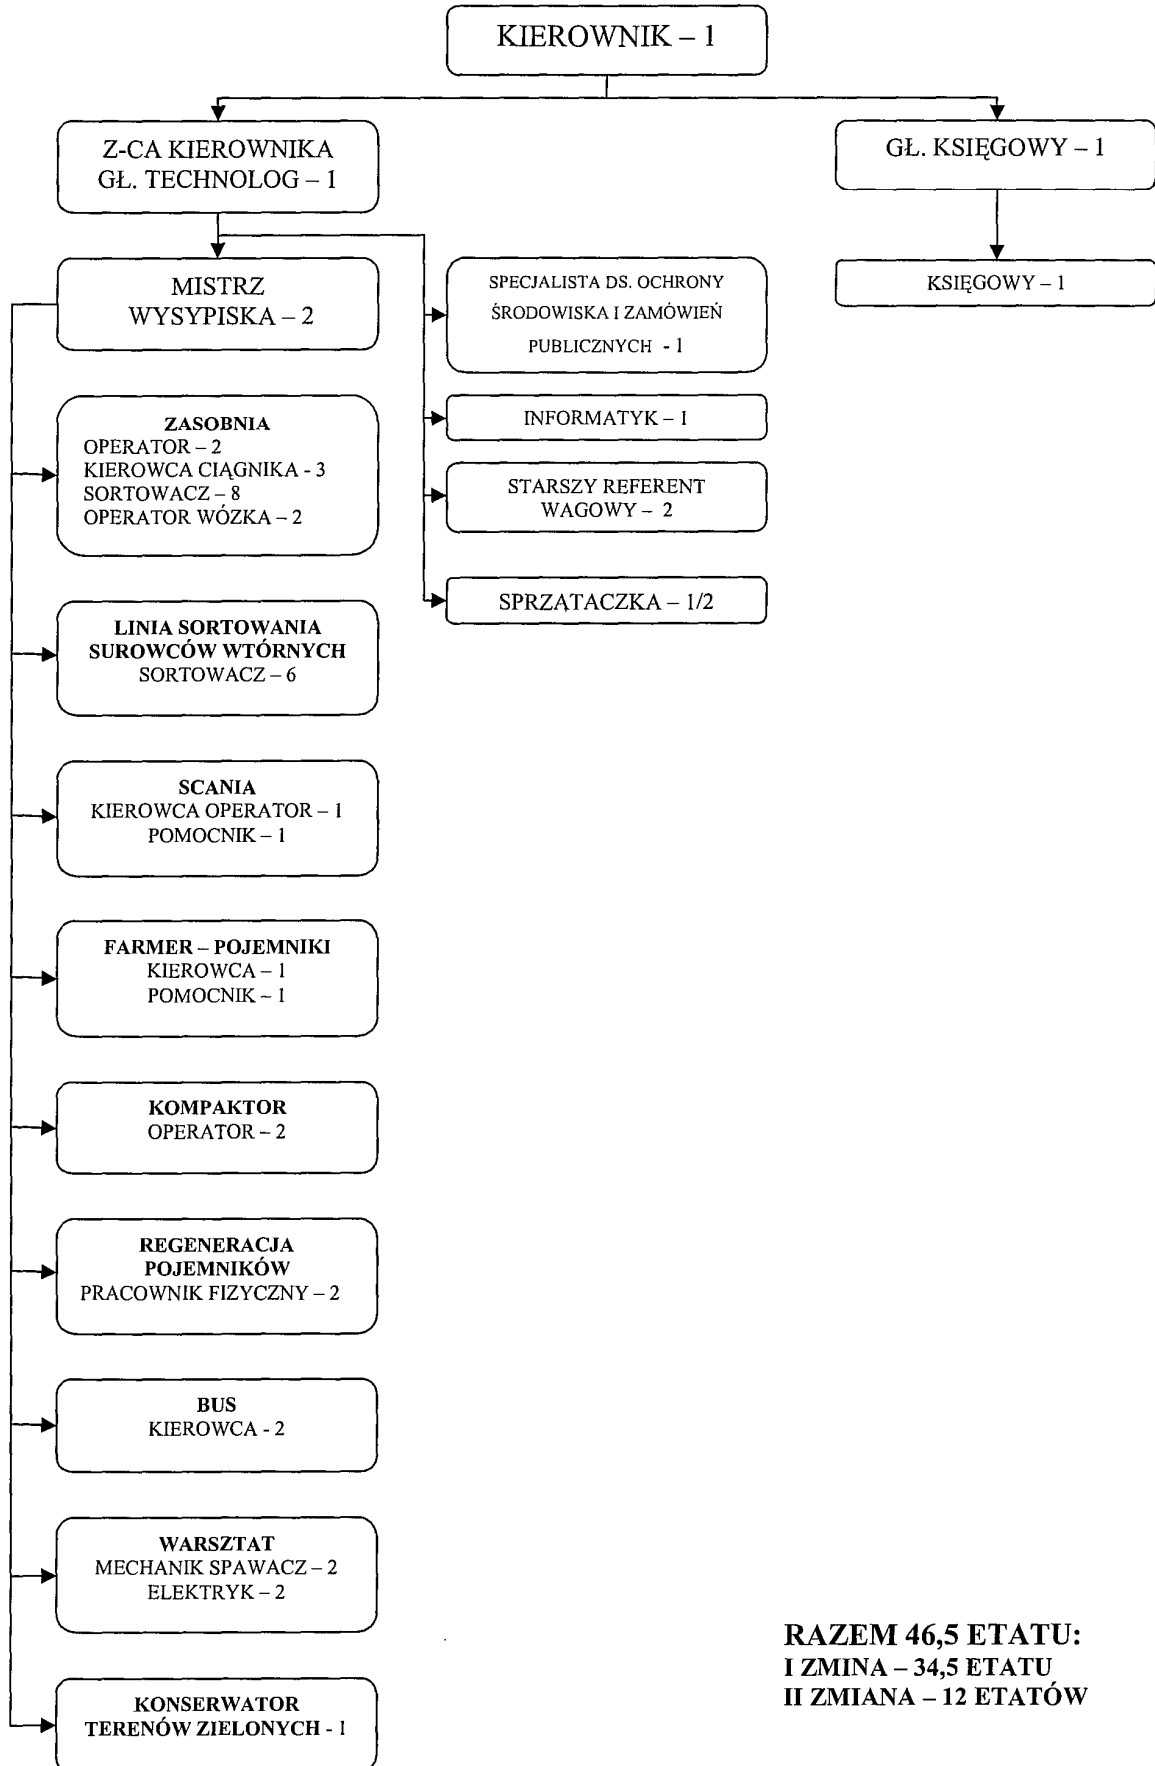 KIEROWNIK – 1
Z-CA KIEROWNIKA
GŁ. TECHNOLOG – 1
GŁ. KSIĘGOWY – 1
MISTRZ
WYSYPISKA – 2
SPECJALISTA DS. OCHRONY
ŚRODOWISKA I ZAMÓWIEŃ
PUBLICZNYCH - 1
KSIĘGOWY – 1
INFORMATYK – 1
STARSZY REFERENT
WAGOWY – 2
SPRZĄTACZKA – 1/2
ZASOBNIA
OPERATOR – 2
KIEROWCA CIĄGNIKA - 3
SORTOWACZ – 8
OPERATOR WÓZKA – 2
LINIA SORTOWANIA
SUROWCÓW WTÓRNYCH
SORTOWACZ – 6
SCANIA
KIEROWCA OPERATOR – 1
POMOCNIK – 1
FARMER – POJEMNIKI
KIEROWCA – 1
POMOCNIK – 1
KOMPAKTOR
OPERATOR – 2
REGENERACJA
POJEMNIKÓW
PRACOWNIK FIZYCZNY – 2
BUS
KIEROWCA - 2
WARSZTAT
MECHANIK SPAWACZ – 2
ELEKTRYK – 2
KONSERWATOR
TERENÓW ZIELONYCH - 1
RAZEM 46,5 ETATU:
I ZMINA – 34,5 ETATU
II ZMIANA – 12 ETATÓW